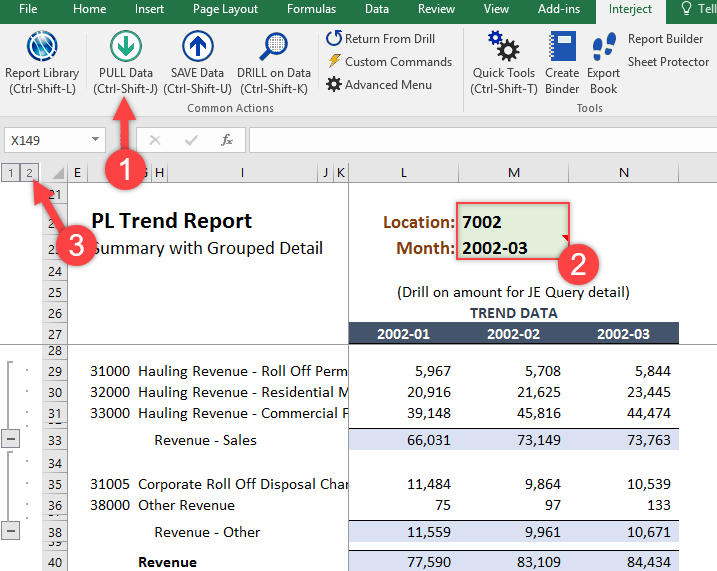 File Home Insert Page Layout Formulas Data Review View Add-ins Interject Tell
Report Library PULL Data SAVE Data DRILL on Data Return From Drill Quick Tools Create Export Report Builder
(Ctrl-Shift-L) (Ctrl-Shift-J) (Ctrl-Shift-U) (Ctrl-Shift-K) Custom Commands (Ctrl-Shift-T) Binder Book Sheet Protector
Advanced Menu
Common Actions Tools
X149 fx
1
1 2 E G H I J K L M N
21
PL Trend Report Location: 7002
23 Summary with Grouped Detail Month: 2002-03
3 2
24
25 (Drill on amount for JE Query detail)
26 TREND DATA
27 2002-01 2002-02 2002-03
28
29 31000 Hauling Revenue - Roll Off Perm 5,967 5,708 5,844
30 32000 Hauling Revenue - Residential M 20,916 21,625 23,445
31 33000 Hauling Revenue - Commercial F 39,148 45,816 44,474
33 Revenue - Sales 66,031 73,149 73,763
34
35 31005 Corporate Roll Off Disposal Char 11,484 9,864 10,539
36 38000 Other Revenue 75 97 133
38 Revenue - Other 11,559 9,961 10,671
39
40 Revenue 77,590 83,109 84,434